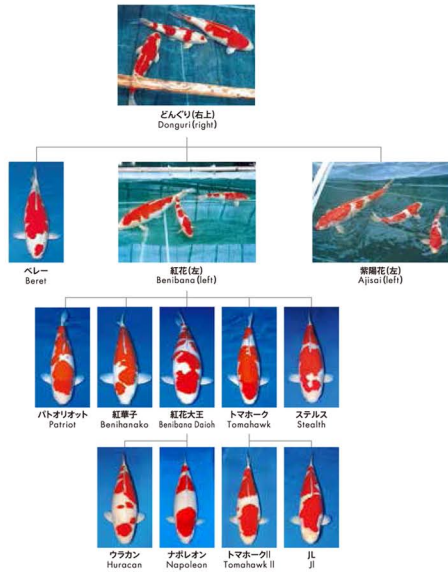 どんぐり(右上)
Donguri(right)
ベレー
Beret
紅花(左)
Benibana(left)
紫陽花(左)
Ajisai(left)
パトオリオット
Patriot
紅華子
Benihanako
紅花大王
Benibana Daioh
トマホーク
Tomahawk
ステルス
Stealth
ウラカン
Huracan
ナポレオン
Napoleon
トマホークII
Tomahawk II
JL
Jl